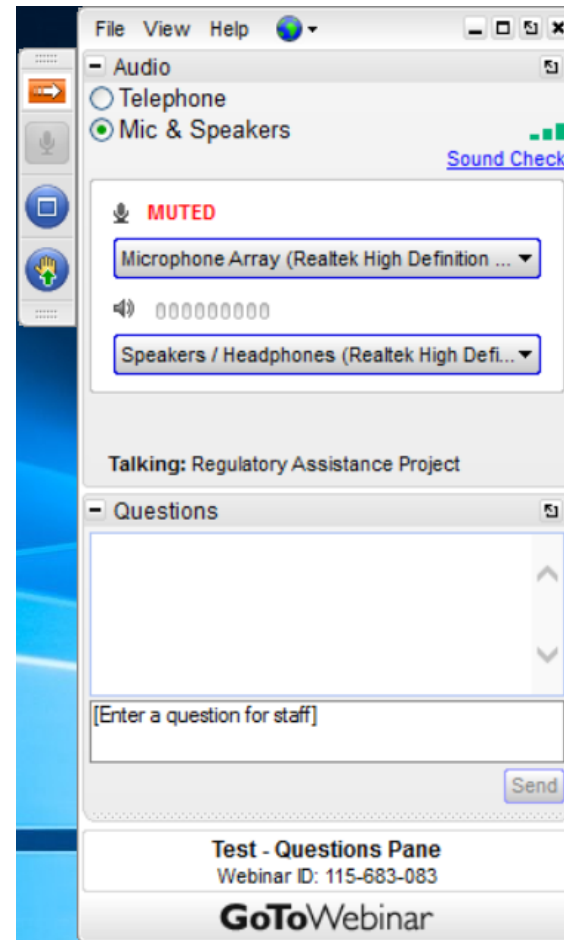 File View Help
Audio
Telephone
Mic & Speakers
Sound Check
MUTED
Microphone Array (Realtek High Definition ...
000000000
Speakers / Headphones (Realtek High Defi...
Talking: Regulatory Assistance Project
Questions
[Enter a question for staff]
Send
Test - Questions Pane
Webinar ID: 115-683-083
GoToWebinar